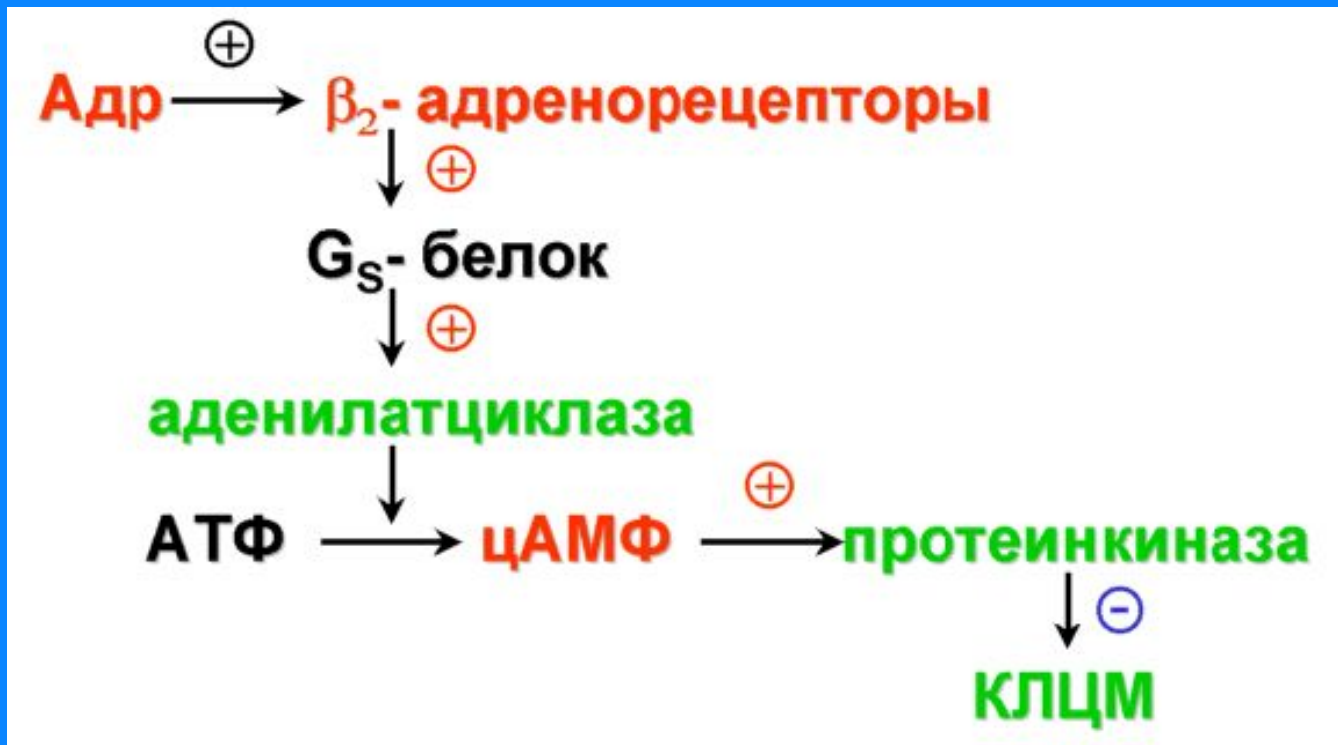 Адр β₂- адренорецепторы
Gs- белок
аденилатциклаза
АТФ цАМФ протеинкиназа
КЛЦМ